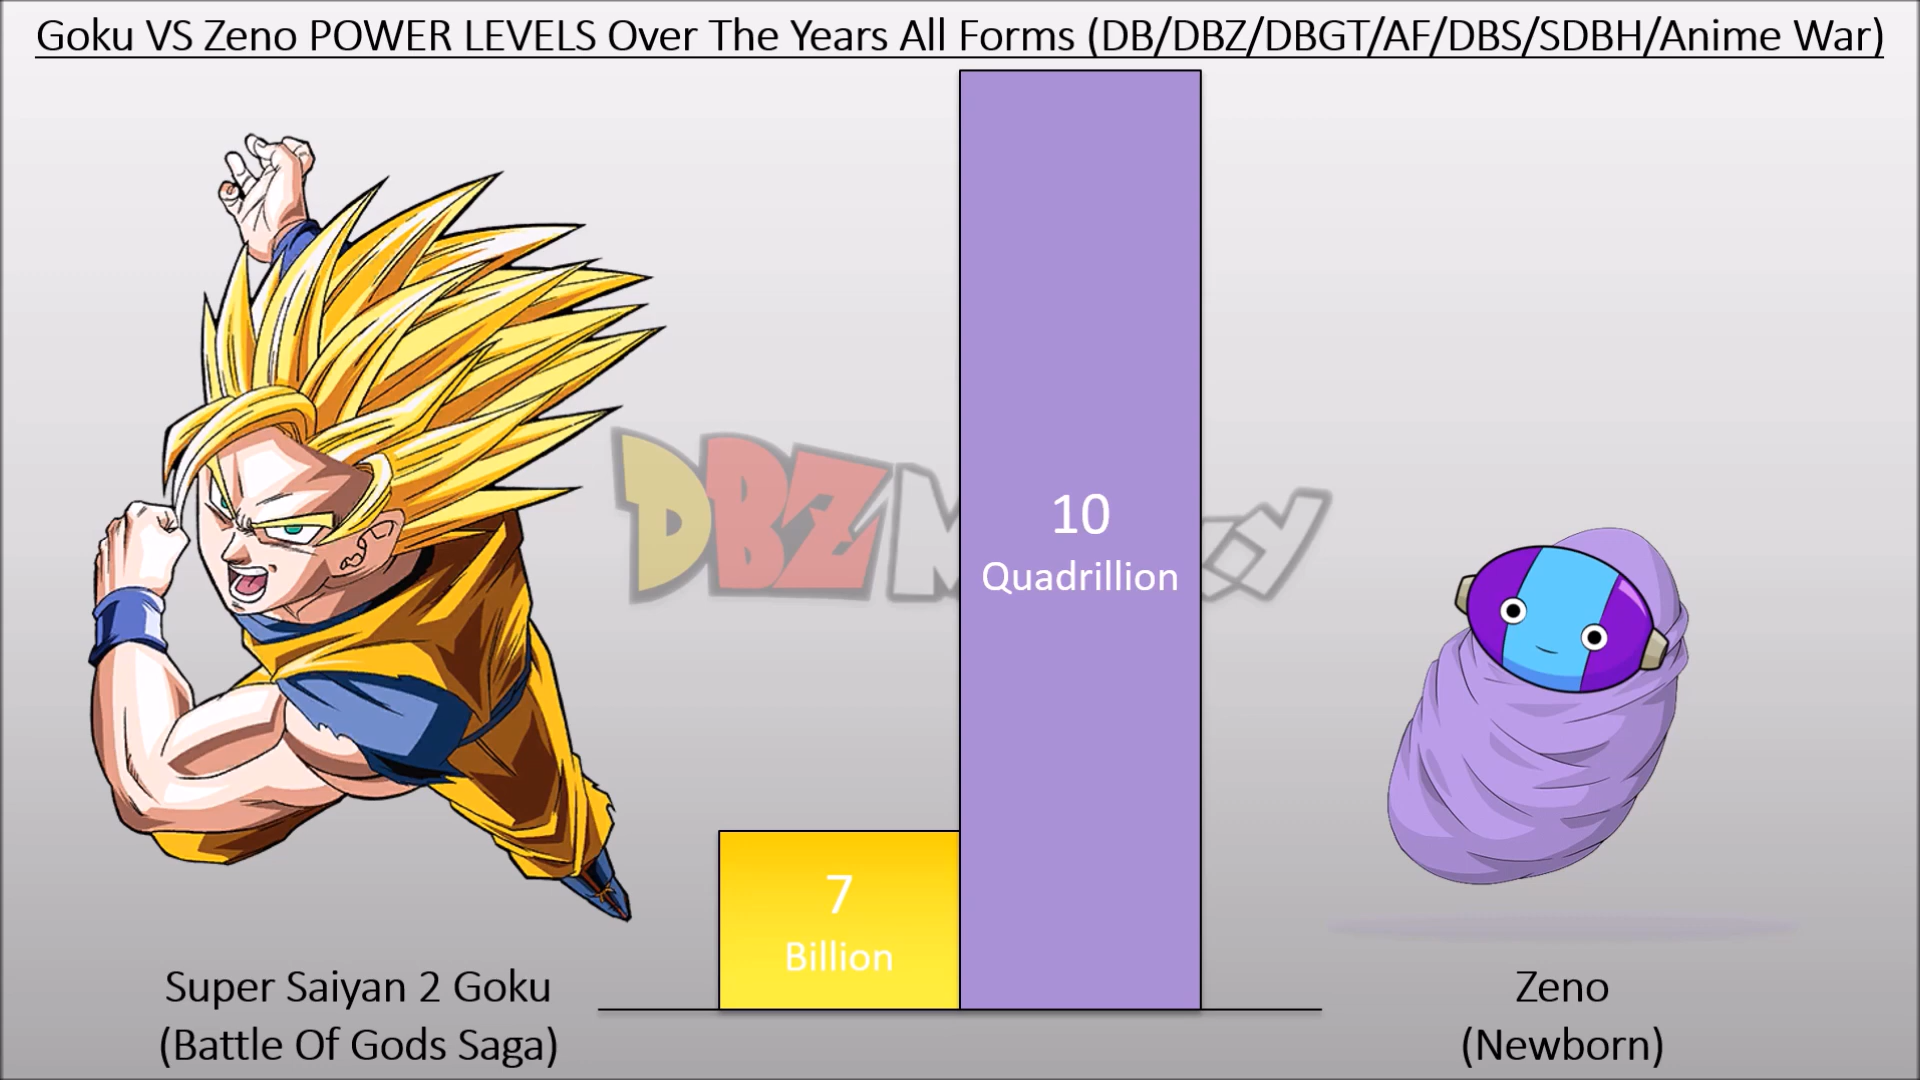 Goku VS Zeno POWER LEVELS Over The Years All Forms (DB/DBZ/DBGT/AF/DBS/SDBH/Anime War)
DBZ
10
Quadrillion
7
Billion
Super Saiyan 2 Goku
(Battle Of Gods Saga)
Zeno
(Newborn)